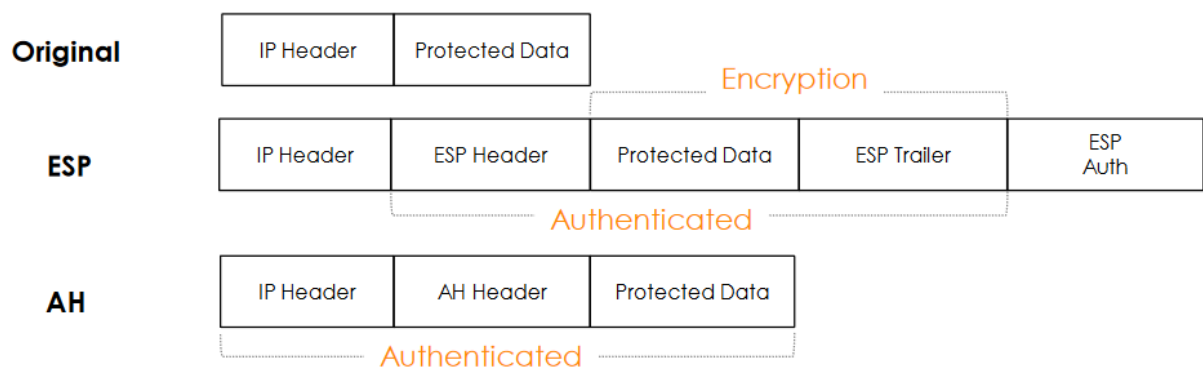 Original
IP Header
Protected Data
Encryption
ESP
IP Header
ESP Header
Protected Data
ESP Trailer
ESP
Auth
Authenticated
AH
IP Header
AH Header
Protected Data
Authenticated